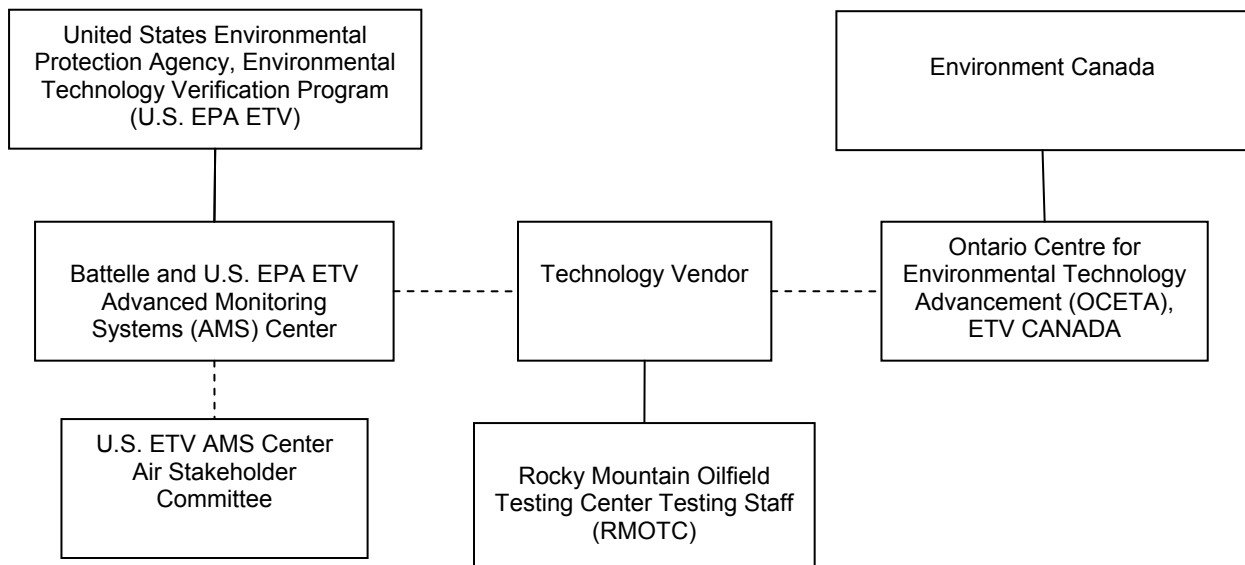 United States Environmental
Protection Agency, Environmental
Technology Verification Program
(U.S. EPA ETV)
Environment Canada
Battelle and U.S. EPA ETV
Advanced Monitoring
Systems (AMS) Center
Technology Vendor
Ontario Centre for
Environmental Technology
Advancement (OCETA),
ETV CANADA
U.S. ETV AMS Center
Air Stakeholder
Committee
Rocky Mountain Oilfield
Testing Center Testing Staff
(RMOTC)